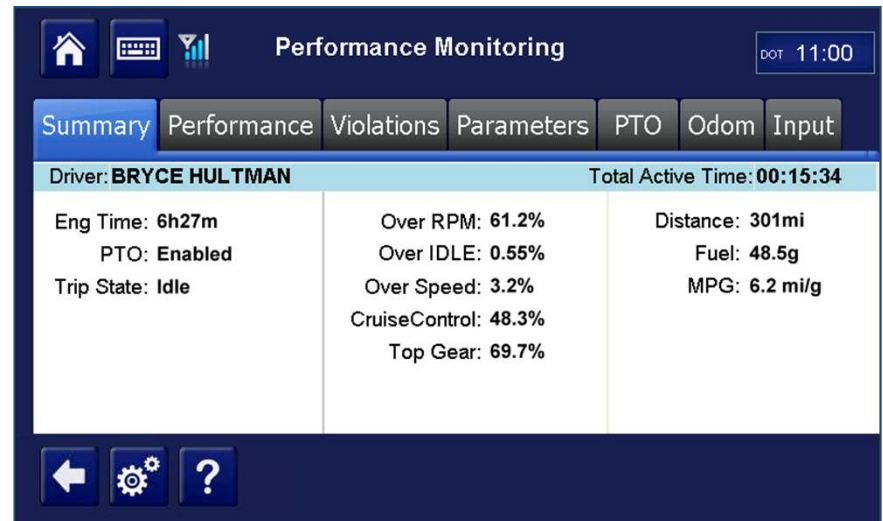 Performance Monitoring
DOT 11:00
Summary Performance Violations Parameters PTO Odom Input
Driver: BRYCE HULTMAN Total Active Time: 00:15:34
Eng Time: 6h27m
PTO: Enabled
Trip State: Idle
Over RPM: 61.2%
Over IDLE: 0.55%
Over Speed: 3.2%
CruiseControl: 48.3%
Top Gear: 69.7%
Distance: 301mi
Fuel: 48.5g
MPG: 6.2 mi/g
?